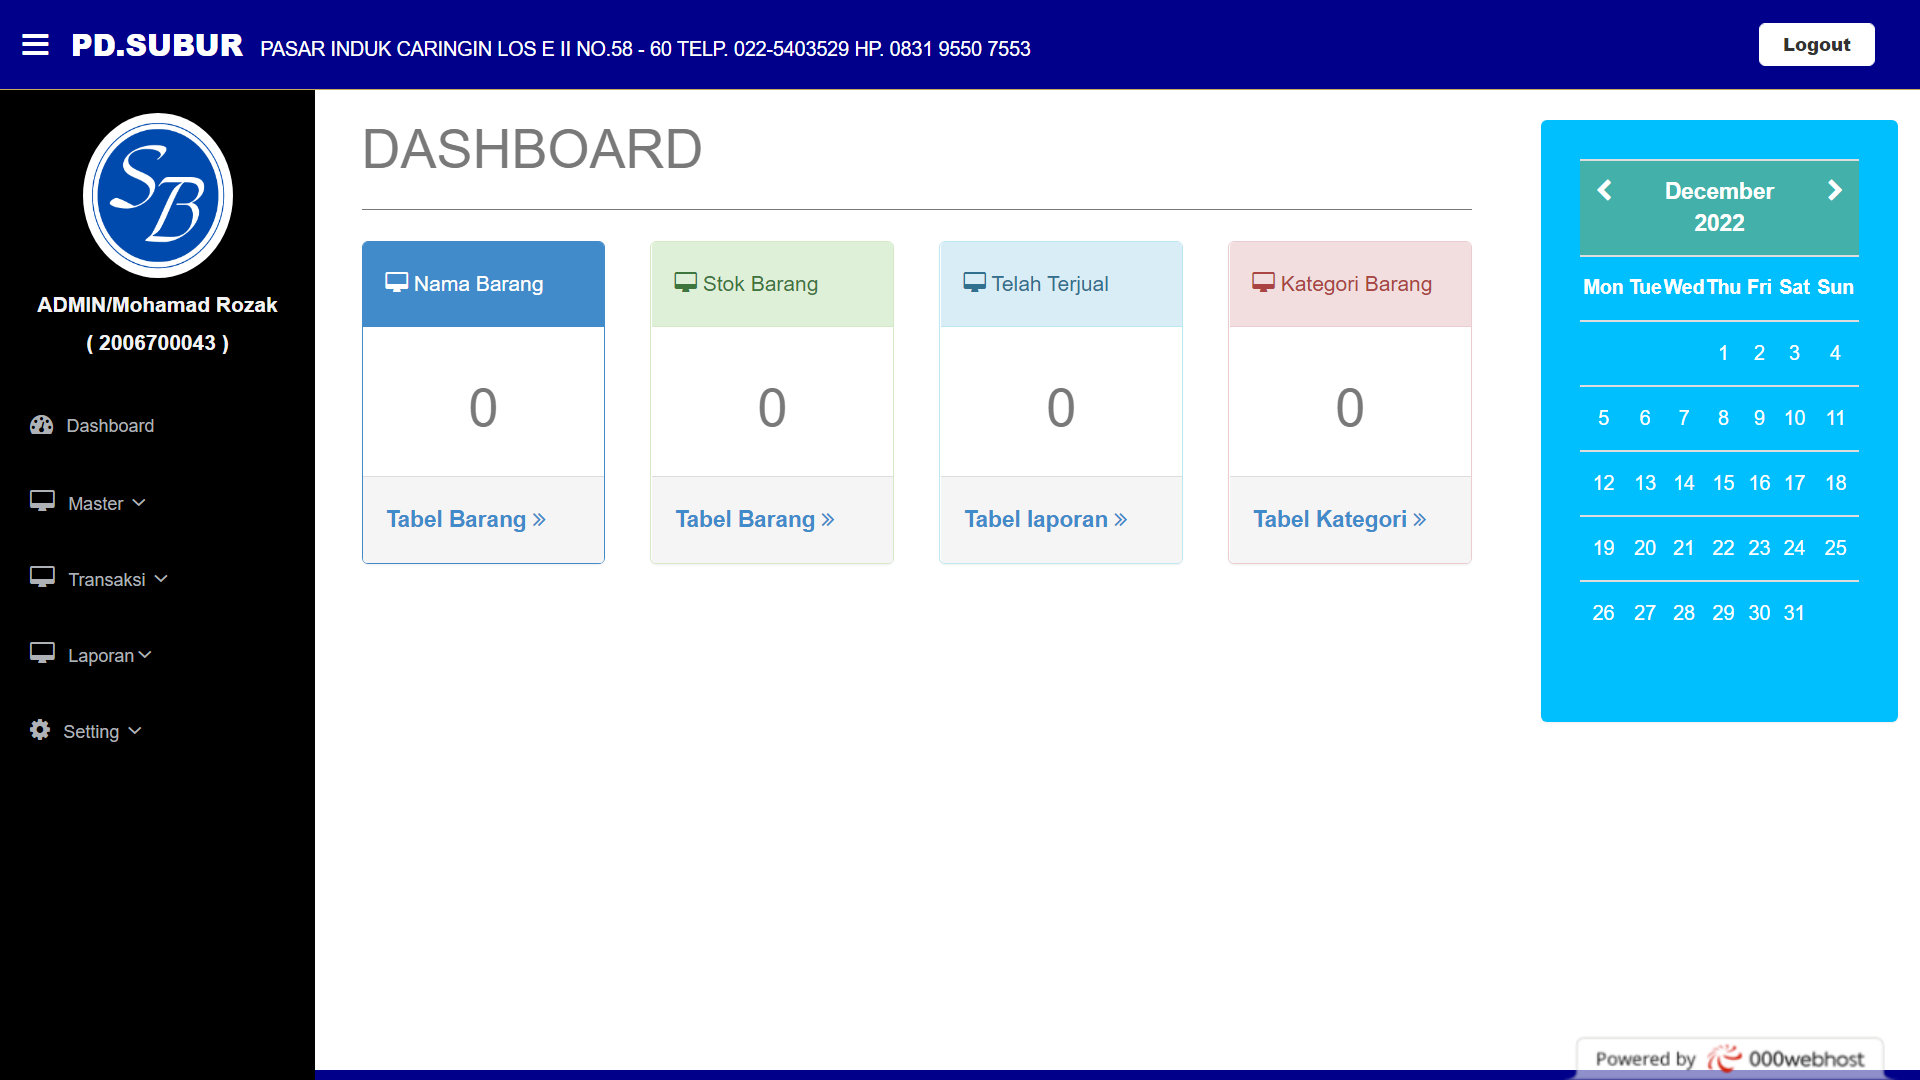 PD.SUBUR PASAR INDUK CARINGIN LOS E II NO.58 - 60 TELP. 022-5403529 HP. 0831 9550 7553
Logout
SB
ADMIN/Mohamad Rozak
( 2006700043 )
Dashboard
Master
Transaksi
Laporan
Setting
DASHBOARD
Nama Barang
0
Tabel Barang »
Stok Barang
0
Tabel Barang »
Telah Terjual
0
Tabel laporan »
Kategori Barang
0
Tabel Kategori »
December
2022
Mon Tue Wed Thu Fri Sat Sun
1 2 3 4
5 6 7 8 9 10 11
12 13 14 15 16 17 18
19 20 21 22 23 24 25
26 27 28 29 30 31
Powered by 000webhost